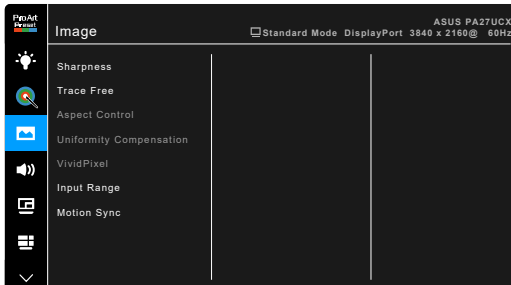 ProArt
Preset
Image
ASUS PA27UCX
Standard Mode DisplayPort 3840 x 2160@ 60Hz
Sharpness
Trace Free
Aspect Control
Uniformity Compensation
VividPixel
Input Range
Motion Sync